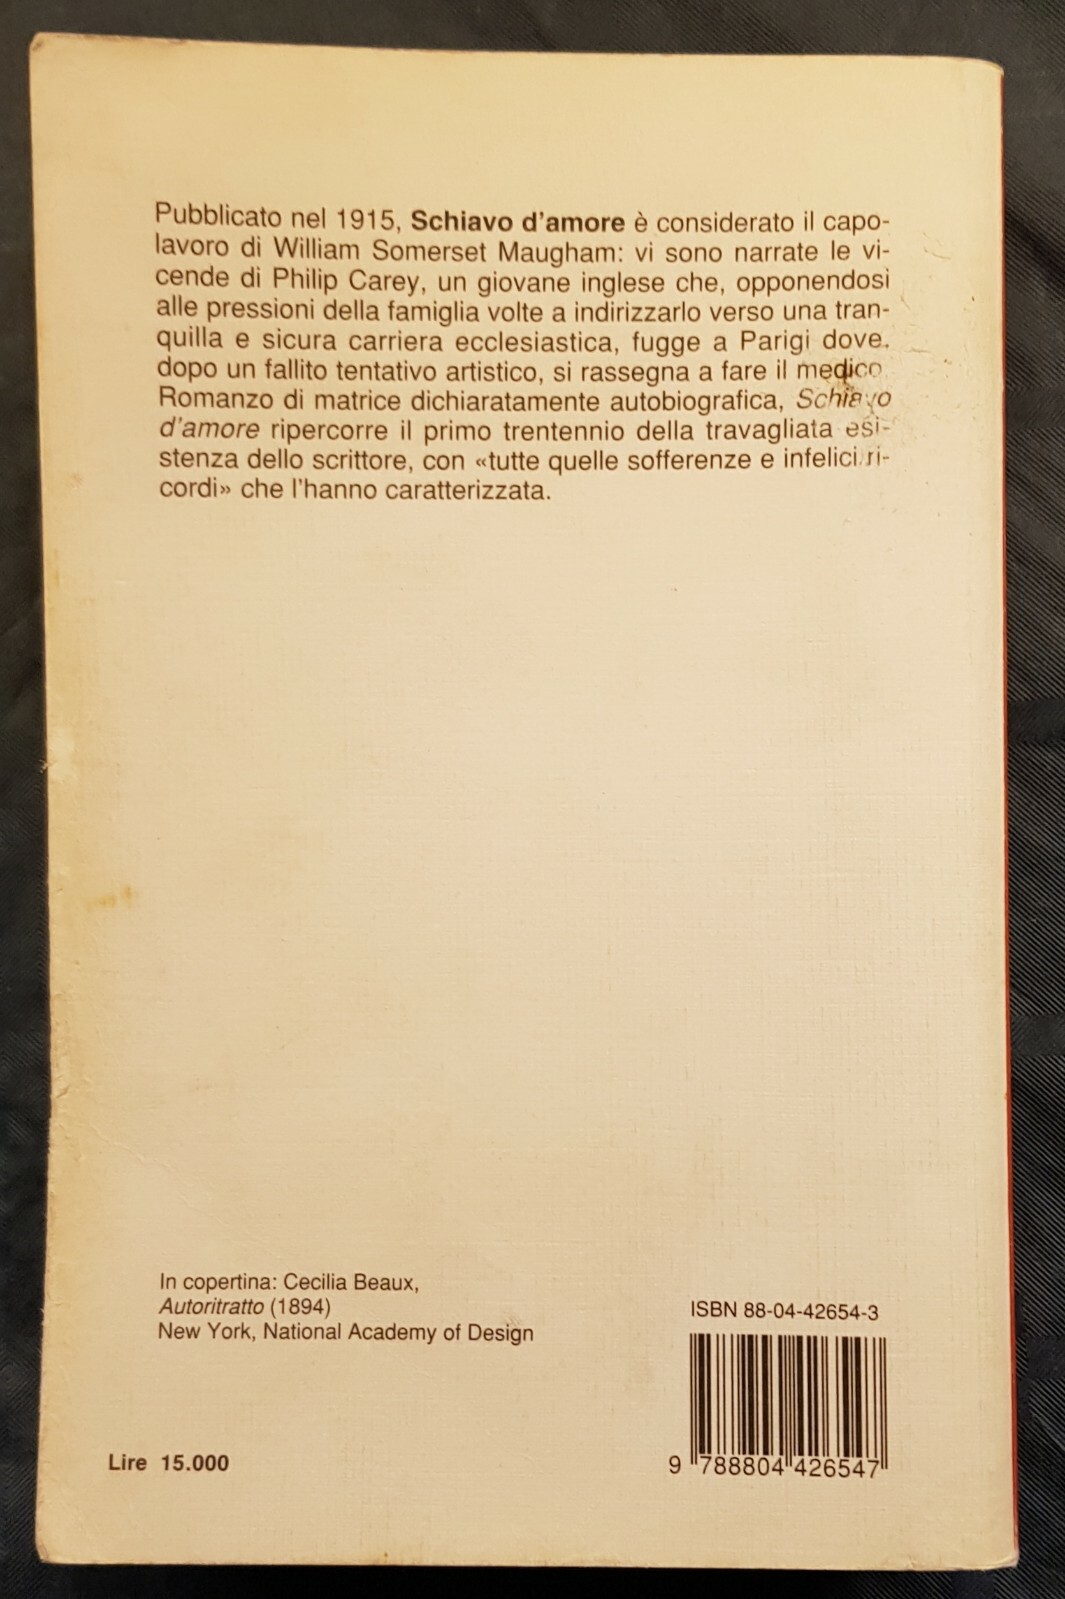 Pubblicato nel 1915, Schiavo d'amore è considerato il capo-
lavoro di William Somerset Maugham: vi sono narrate le vi-
cende di Philip Carey, un giovane inglese che, opponendosi
alle pressioni della famiglia volte a indirizzarlo verso una tran-
quilla e sicura carriera ecclesiastica, fugge a Parigi dove,
dopo un fallito tentativo artistico, si rassegna a fare il medico.
Romanzo di matrice dichiaratamente autobiografica, Schiavo
d'amore ripercorre il primo trentennio della travagliata esi-
stenza dello scrittore, con «tutte quelle sofferenze e infelici ri-
cordi» che l'hanno caratterizzata.
In copertina: Cecilia Beaux,
Autoritratto (1894)
New York, National Academy of Design
ISBN 88-04-42654-3
9 788804 426547
Lire 15.000